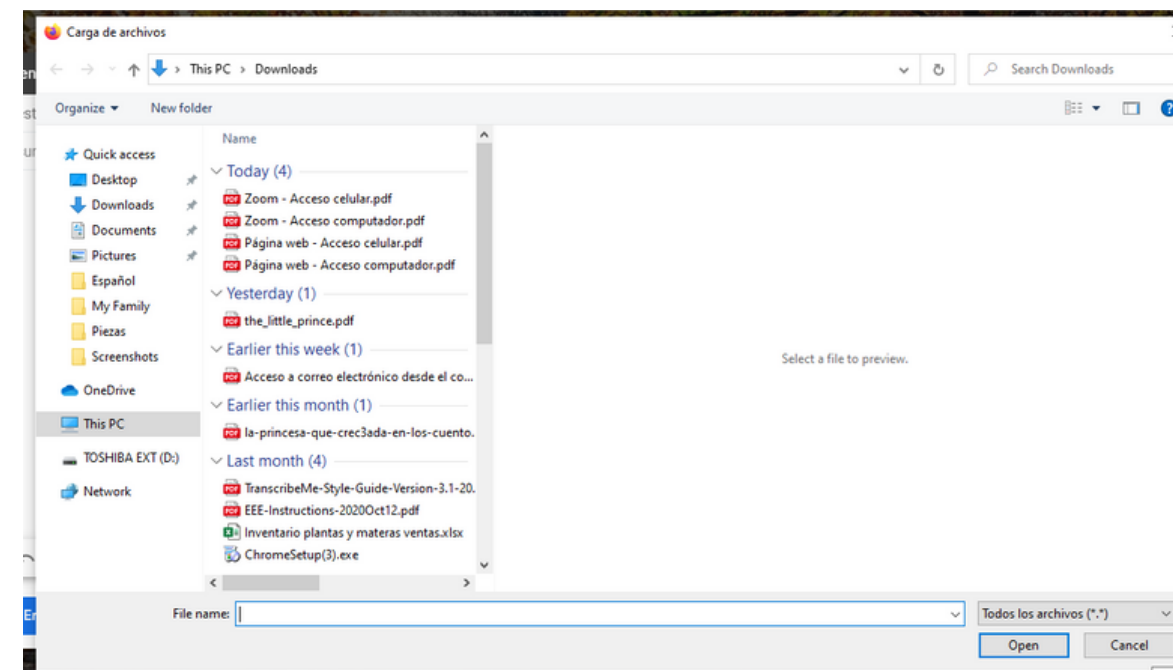 Carga de archivos
This PC > Downloads
Search Downloads
Organize
New folder
Name
Quick access
Desktop
Downloads
Documents
Pictures
Español
My Family
Piezas
Screenshots
OneDrive
This PC
TOSHIBA EXT (D:)
Network
Today (4)
Zoom - Acceso celular.pdf
Zoom - Acceso computador.pdf
Página web - Acceso celular.pdf
Página web - Acceso computador.pdf
Yesterday (1)
the_little_prince.pdf
Earlier this week (1)
Acceso a correo electrónico desde el co...
Earlier this month (1)
la-princesa-que-crec3ada-en-los-cuento.
Last month (4)
TranscribeMe-Style-Guide-Version-3.1-20.
EEE-Instructions-2020Oct12.pdf
Inventario plantas y materas ventas.xlsx
ChromeSetup(3).exe
Select a file to preview.
File name:
Todos los archivos (*.*)
Open
Cancel